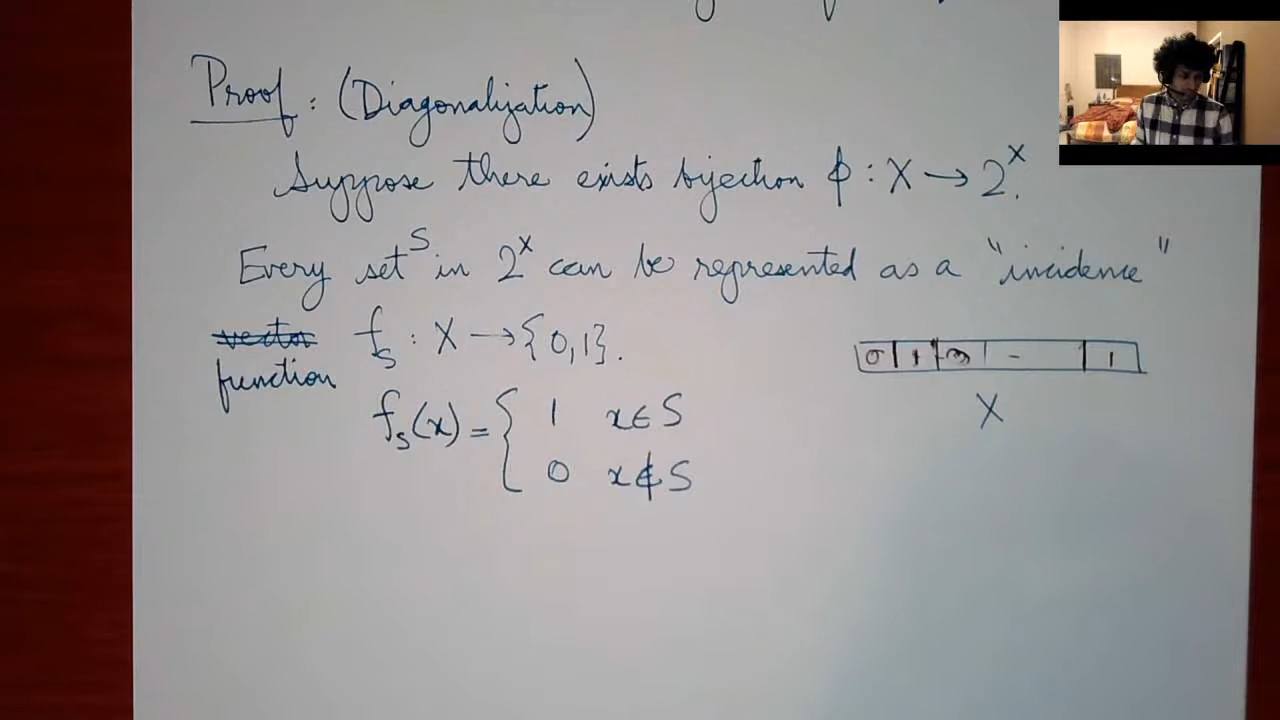 Proof : (Diagonalization)
Suppose there exists bijection ϕ : X → 2^X.
Every set S in 2^X can be represented as a "incidence"
vector f_S : X → {0,1}.
function
0 1 - 1
X
f_S(x) = { 1 x ∈ S
0 x ∉ S